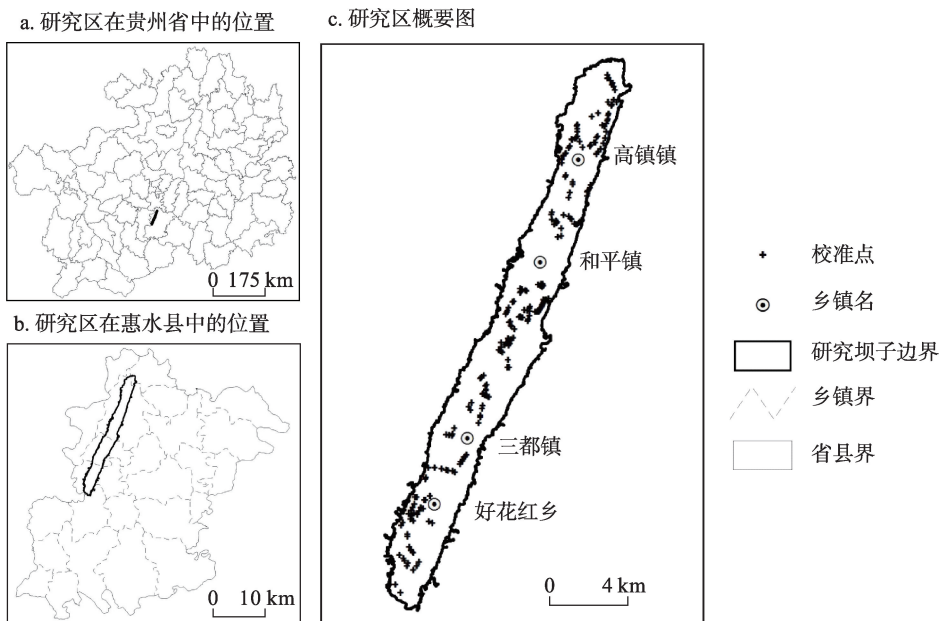 a. 研究区在贵州省中的位置
0 175 km
b. 研究区在惠水县中的位置
0 10 km
c. 研究区概要图
高镇镇
和平镇
三都镇
好花红乡
0 4 km
校准点
乡镇名
研究坝子边界
乡镇界
省县界